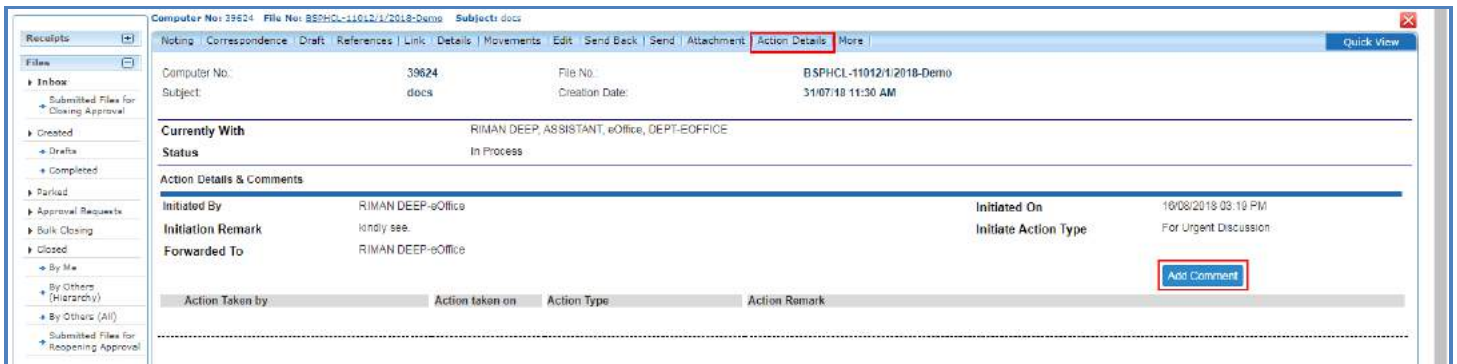 Computer No: 39624 File No: BSPHCL-11012/1/2018-Demo Subject: docs
Receipts
Noting Correspondence Draft References Link Details Movements Edit Send Back Send Attachment Action Details More Quick View
Files
Inbox
Submitted Files for
Closing Approval
Created
Drafts
Completed
Parked
Approval Requests
Bulk Closing
Closed
By Me
By Others
(Hierarchy)
By Others (All)
Submitted Files for
Reopening Approval
Computer No.: 39624 File No.: BSPHCL-11012/1/2018-Demo
Subject: docs Creation Date: 31/07/18 11:30 AM
Currently With RIMAN DEEP, ASSISTANT, eOffice, DEPT-EOFFICE
Status In Process
Action Details & Comments
Initiated By RIMAN DEEP-eOffice Initiated On 16/08/2018 03:19 PM
Initiation Remark kindly see. Initiate Action Type For Urgent Discussion
Forwarded To RIMAN DEEP-eOffice
Add Comment
Action Taken by Action taken on Action Type Action Remark